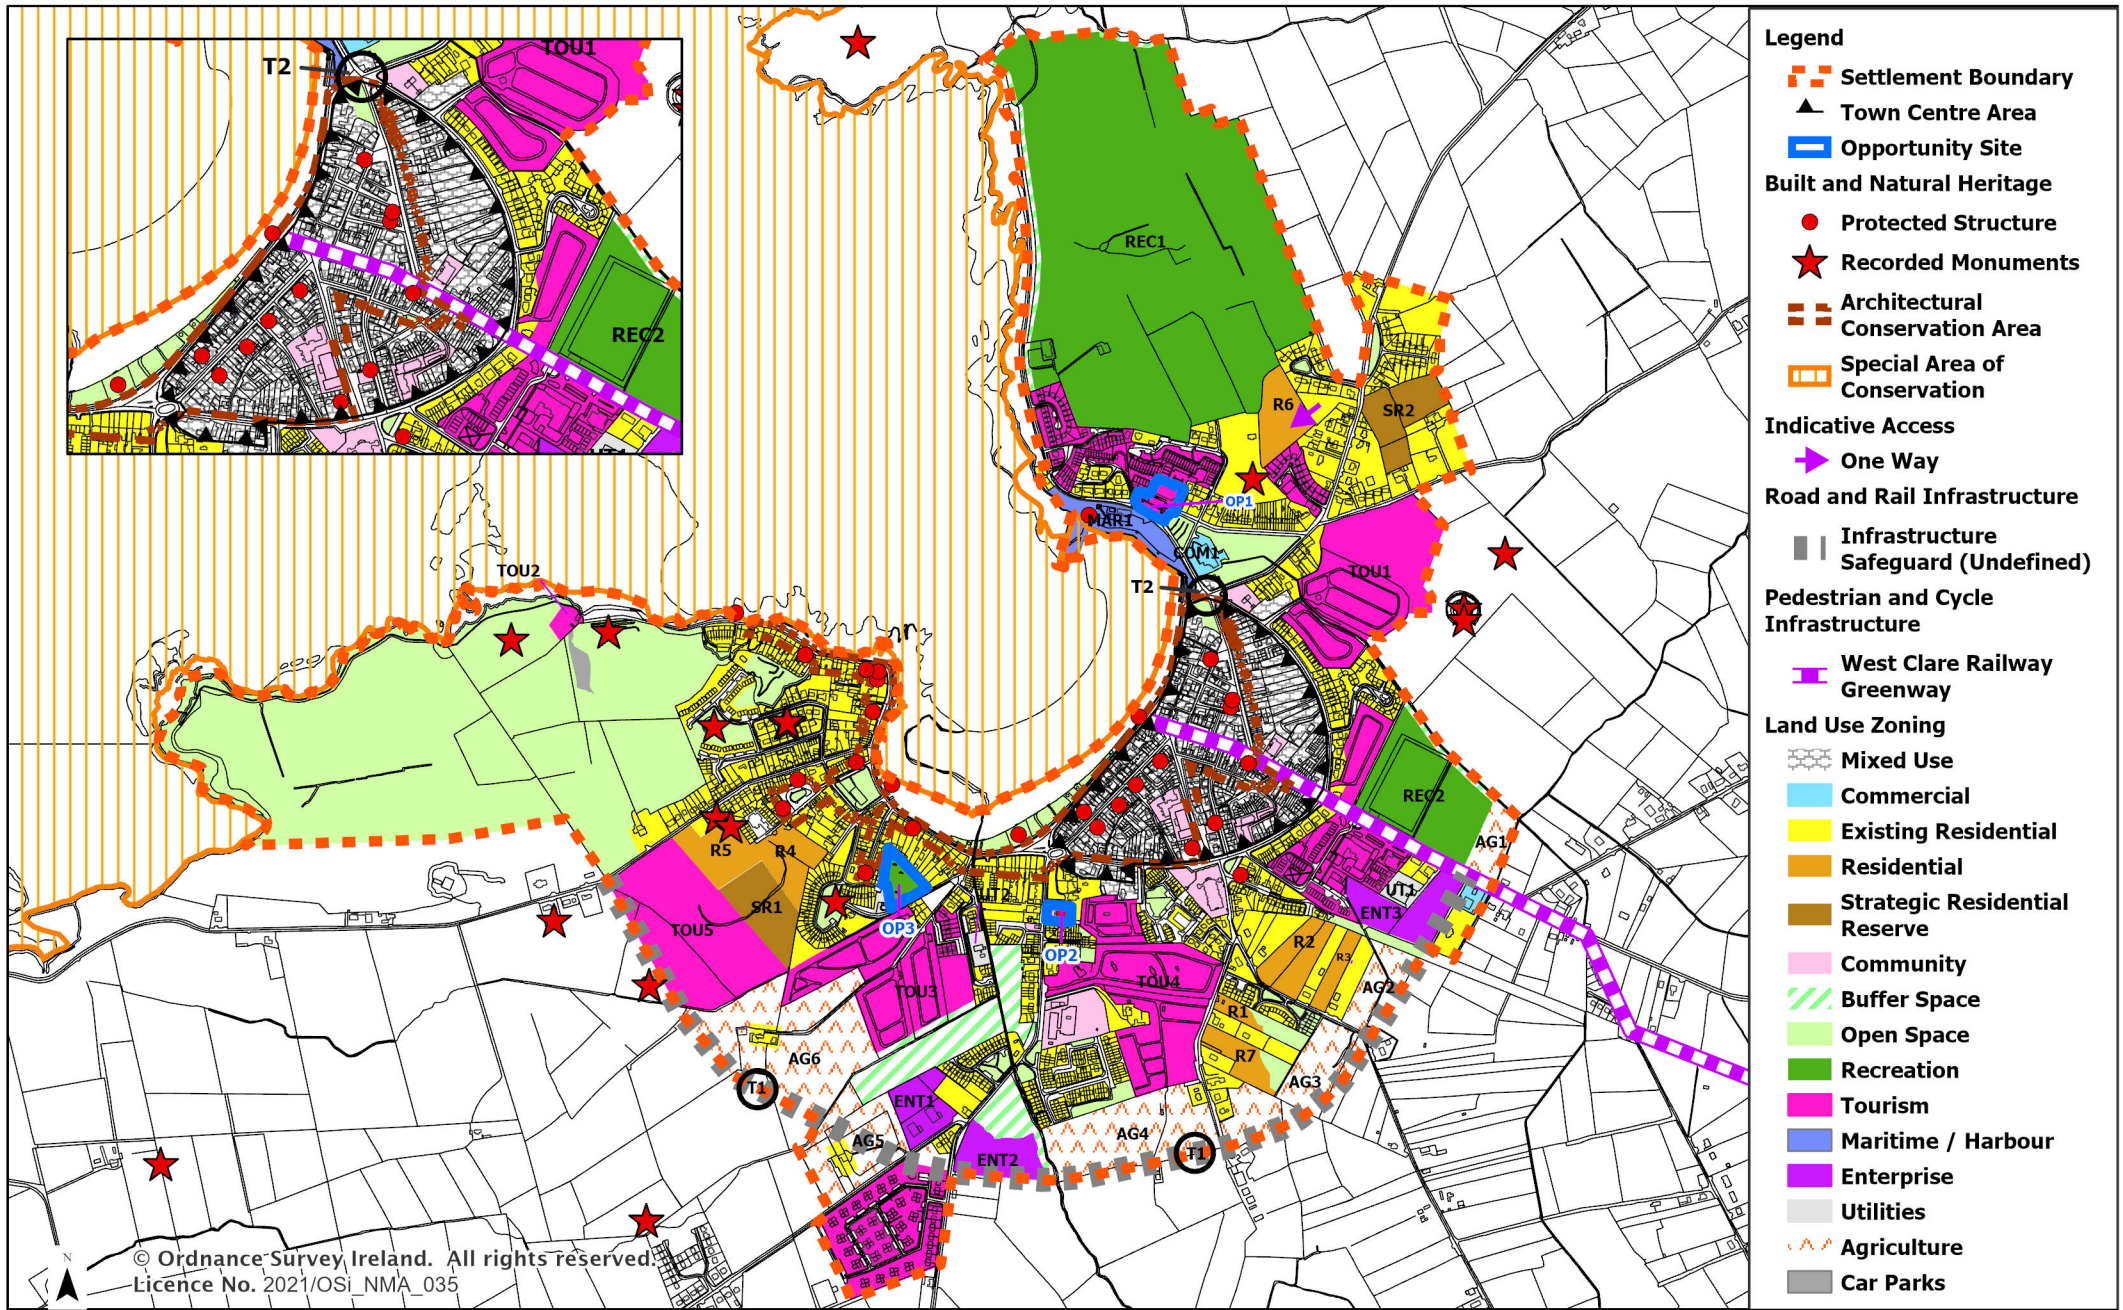 TOU1
T2
REC2
REC1
R6
SR2
OP1
MAR1
COM1
T2
TOU1
TOU2
REC2
AG1
R5
R4
UT1
UT2
SR1
ENT3
OP3
OP2
R2
R3
TOU5
TOU3
TOU4
AG2
R1
R7
AG6
AG3
T1
ENT1
AG5
AG4
T1
ENT2
N
© Ordnance Survey Ireland. All rights reserved.
Licence No. 2021/OSi_NMA_035
Legend
Settlement Boundary
Town Centre Area
Opportunity Site
Built and Natural Heritage
Protected Structure
Recorded Monuments
Architectural
Conservation Area
Special Area of
Conservation
Indicative Access
One Way
Road and Rail Infrastructure
Infrastructure
Safeguard (Undefined)
Pedestrian and Cycle
Infrastructure
West Clare Railway
Greenway
Land Use Zoning
Mixed Use
Commercial
Existing Residential
Residential
Strategic Residential
Reserve
Community
Buffer Space
Open Space
Recreation
Tourism
Maritime / Harbour
Enterprise
Utilities
Agriculture
Car Parks